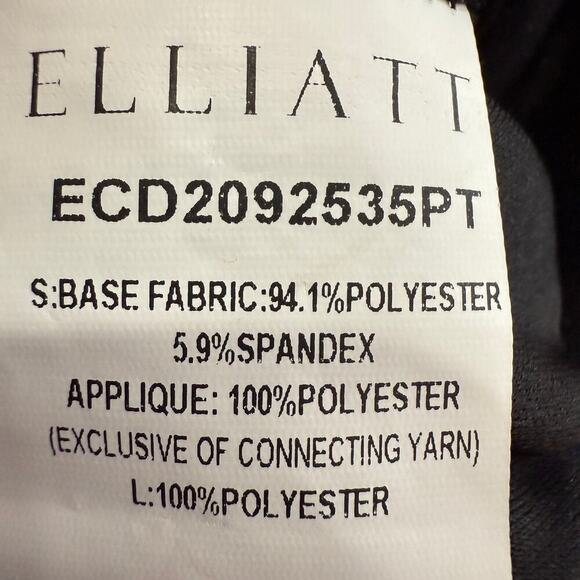 ELLIATT
ECD2092535PT
S:BASE FABRIC:94.1%POLYESTER
5.9%SPANDEX
APPLIQUE: 100%POLYESTER
(EXCLUSIVE OF CONNECTING YARN)
L:100%POLYESTER